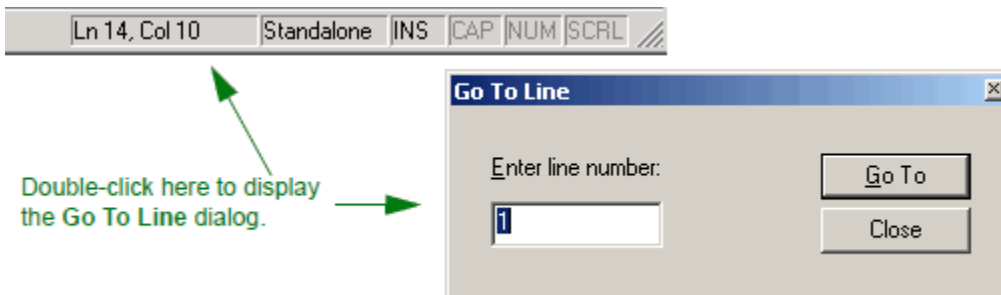 Ln 14, Col 10 Standalone INS CAP NUM SCRL
Go To Line
Enter line number:
Go To
1
Close
Double-click here to display
the Go To Line dialog.